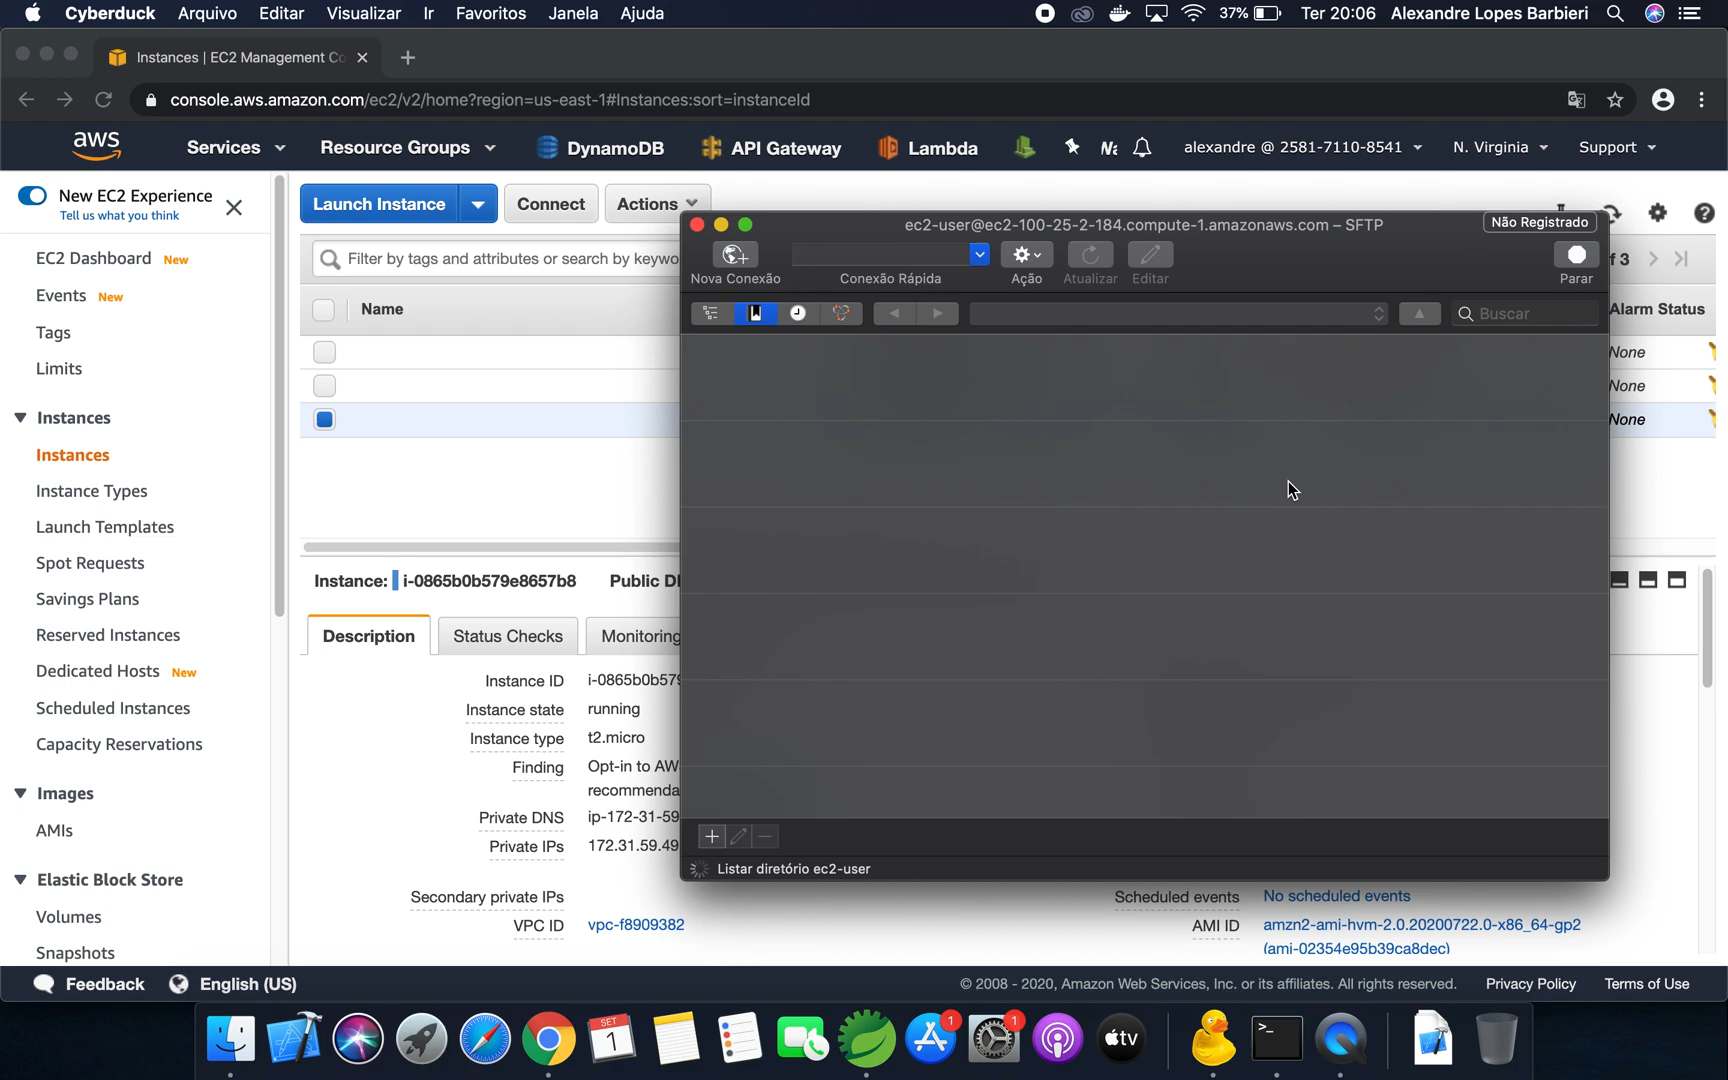 Cyberduck Arquivo Editar Visualizar Ir Favoritos Janela Ajuda
37% Ter 20:06 Alexandre Lopes Barbieri
Instances | EC2 Management Co
console.aws.amazon.com/ec2/v2/home?region=us-east-1#Instances:sort=instanceId
aws Services Resource Groups DynamoDB API Gateway Lambda alexandre @ 2581-7110-8541 N. Virginia Support
New EC2 Experience
Tell us what you think
EC2 Dashboard New
Events New
Tags
Limits
Instances
Instances
Instance Types
Launch Templates
Spot Requests
Savings Plans
Reserved Instances
Dedicated Hosts New
Scheduled Instances
Capacity Reservations
Images
AMIs
Elastic Block Store
Volumes
Snapshots
Launch Instance Connect Actions
Filter by tags and attributes or search by keywo
f 3
Name
Alarm Status
None
None
None
ec2-user@ec2-100-25-2-184.compute-1.amazonaws.com – SFTP
Não Registrado
Nova Conexão Conexão Rápida Ação Atualizar Editar Parar
Buscar
Listar diretório ec2-user
Instance: i-0865b0b579e8657b8 Public D
Description Status Checks Monitoring
Instance ID i-0865b0b579
Instance state running
Instance type t2.micro
Finding Opt-in to AW
recommenda
Private DNS ip-172-31-59
Private IPs 172.31.59.49
Secondary private IPs
VPC ID vpc-f8909382
Scheduled events No scheduled events
AMI ID amzn2-ami-hvm-2.0.20200722.0-x86_64-gp2
(ami-02354e95b39ca8dec)
Feedback English (US)
© 2008 - 2020, Amazon Web Services, Inc. or its affiliates. All rights reserved. Privacy Policy Terms of Use
SET
1
1
1
tv